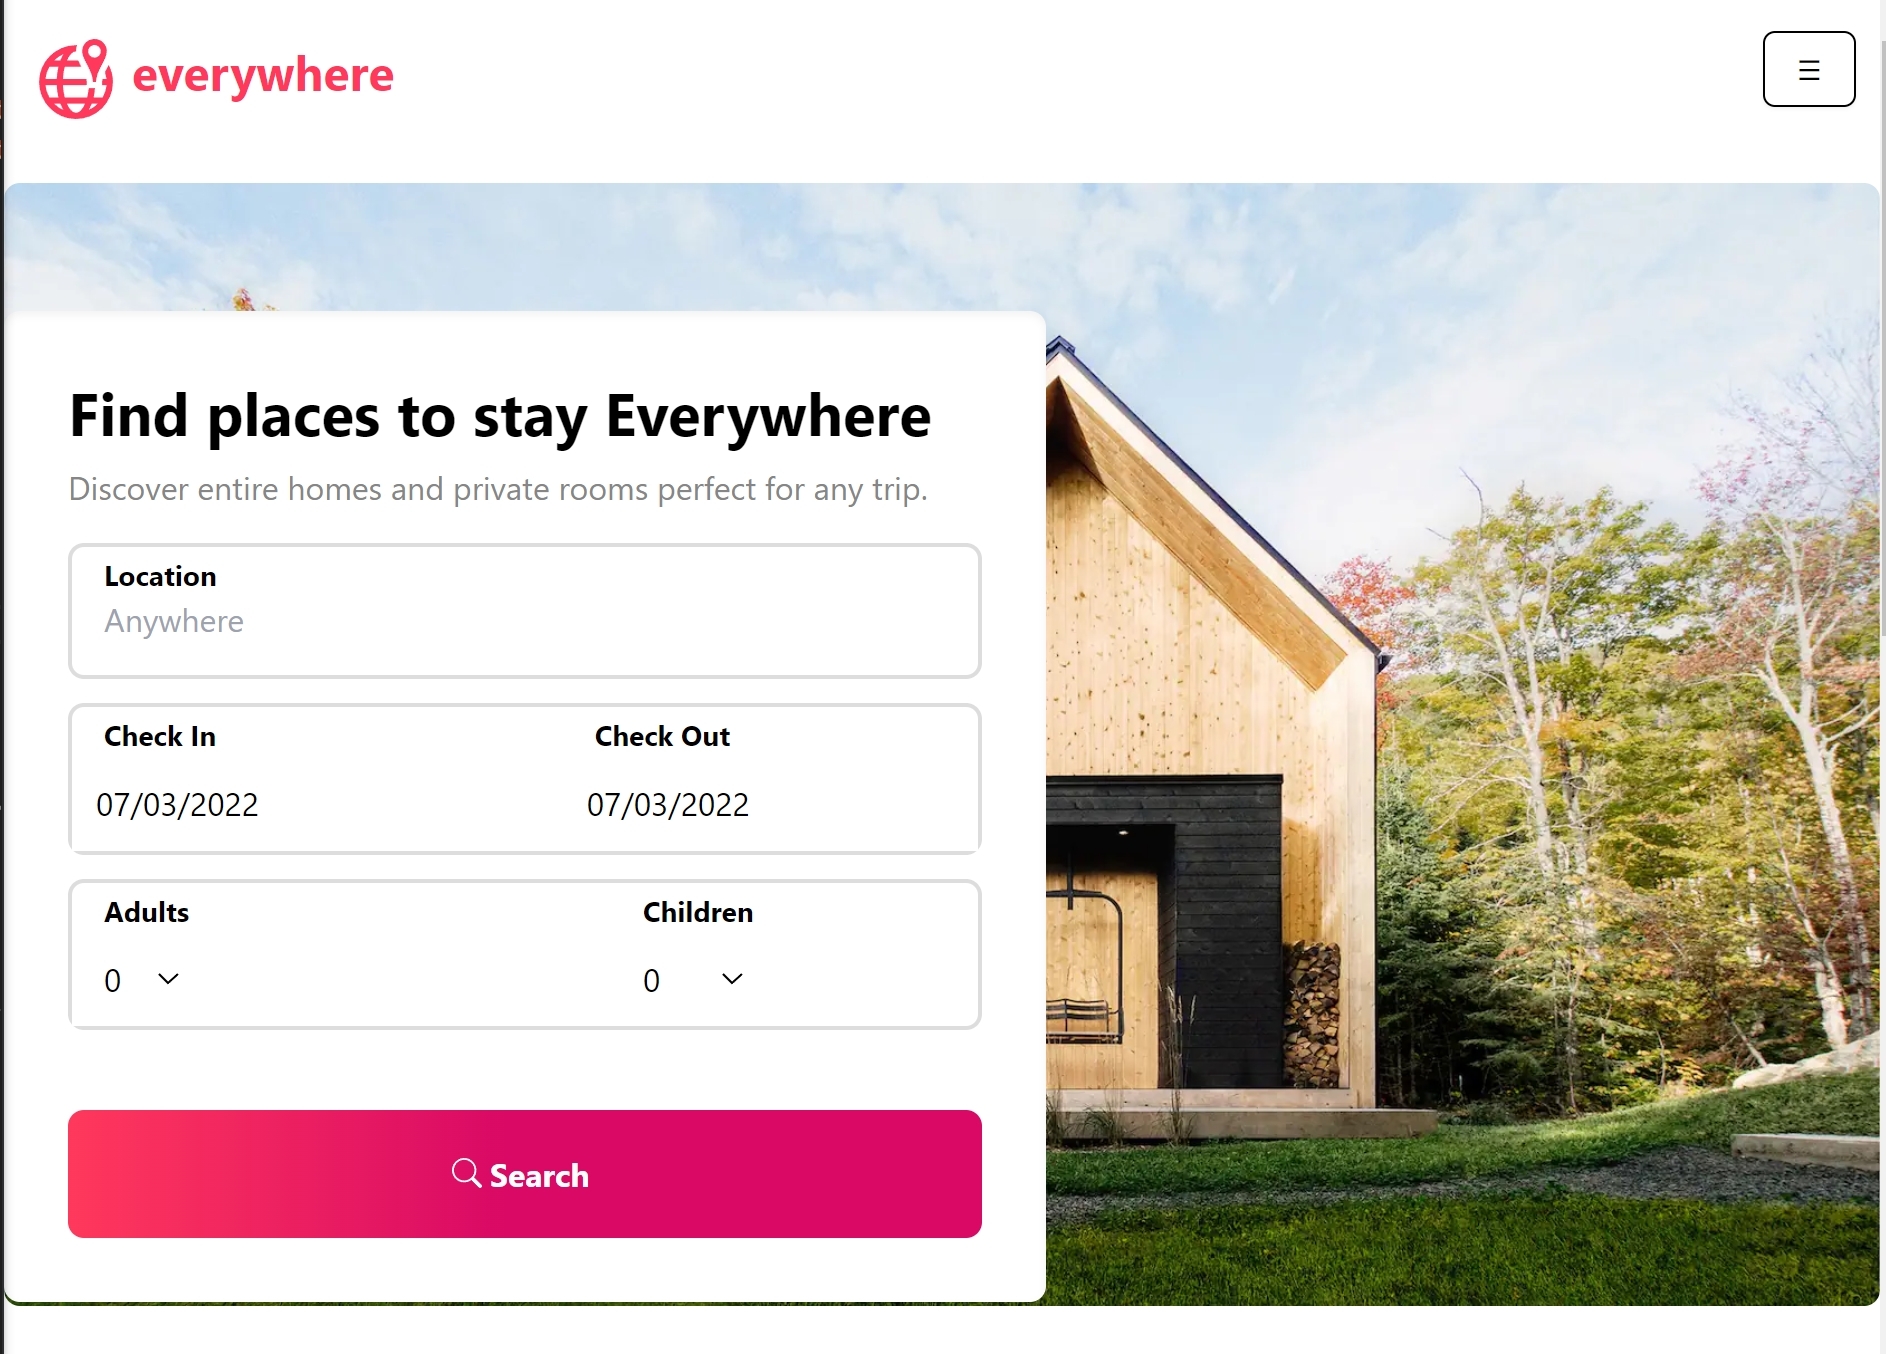 everywhere
Find places to stay Everywhere
Discover entire homes and private rooms perfect for any trip.
Location
Anywhere
Check In
Check Out
07/03/2022
07/03/2022
Adults
Children
0
0
Search